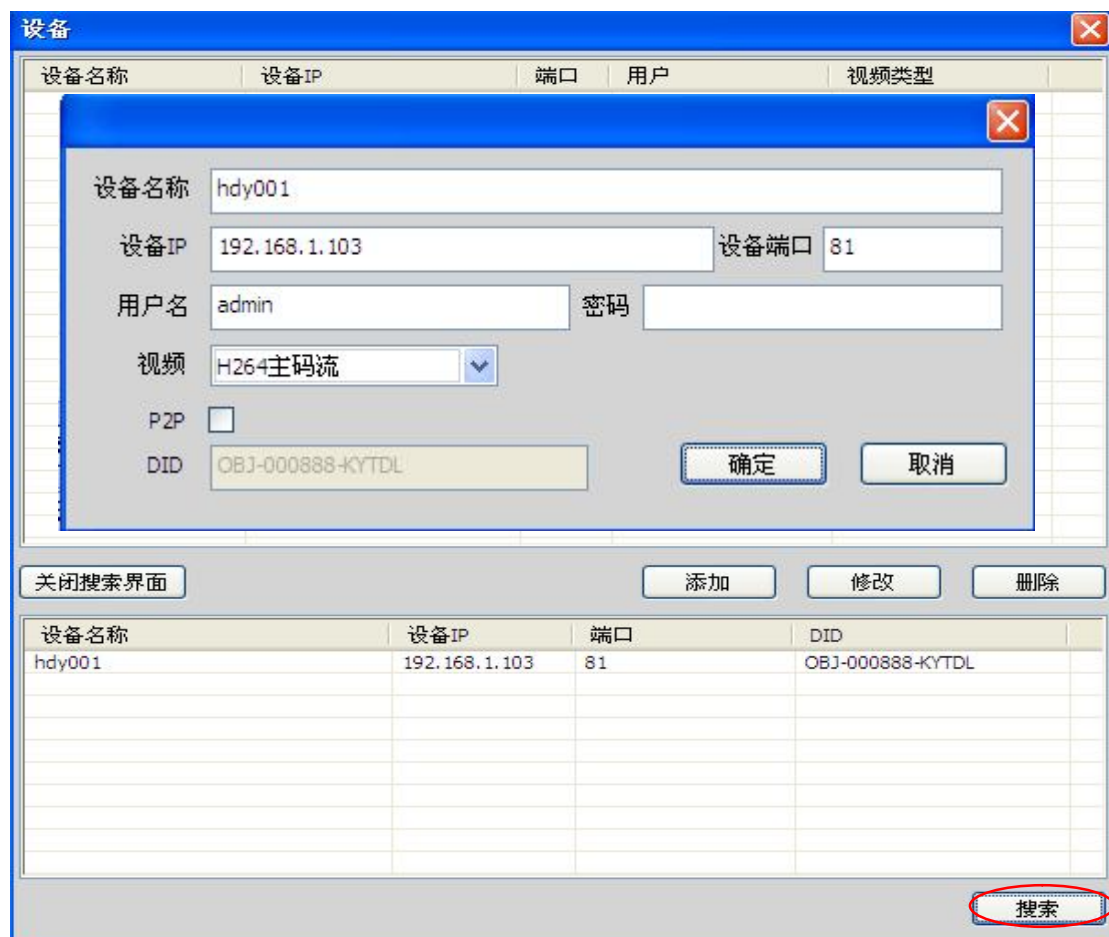 设备
设备名称 设备IP 端口 用户 视频类型
设备名称 hdy001
设备IP 192.168.1.103 设备端口 81
用户名 admin 密码
视频 H264主码流
P2P
DID OBJ-000888-KYTDL
确定 取消
关闭搜索界面 添加 修改 删除
设备名称 设备IP 端口 DID
hdy001 192.168.1.103 81 OBJ-000888-KYTDL
搜索